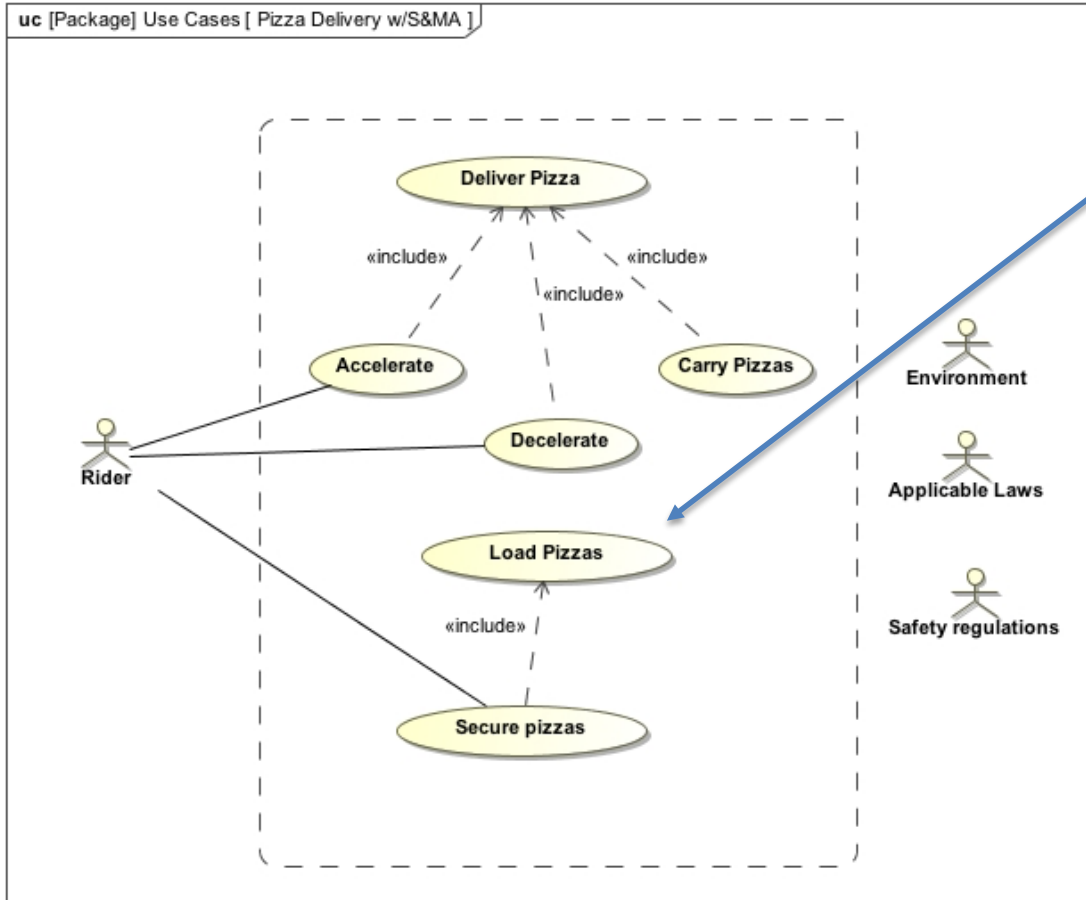 uc [Package] Use Cases [ Pizza Delivery w/S&MA ]
Deliver Pizza
«include»
«include»
«include»
Accelerate
Carry Pizzas
Environment
Decelerate
Rider
Applicable Laws
Load Pizzas
«include»
Safety regulations
Secure pizzas